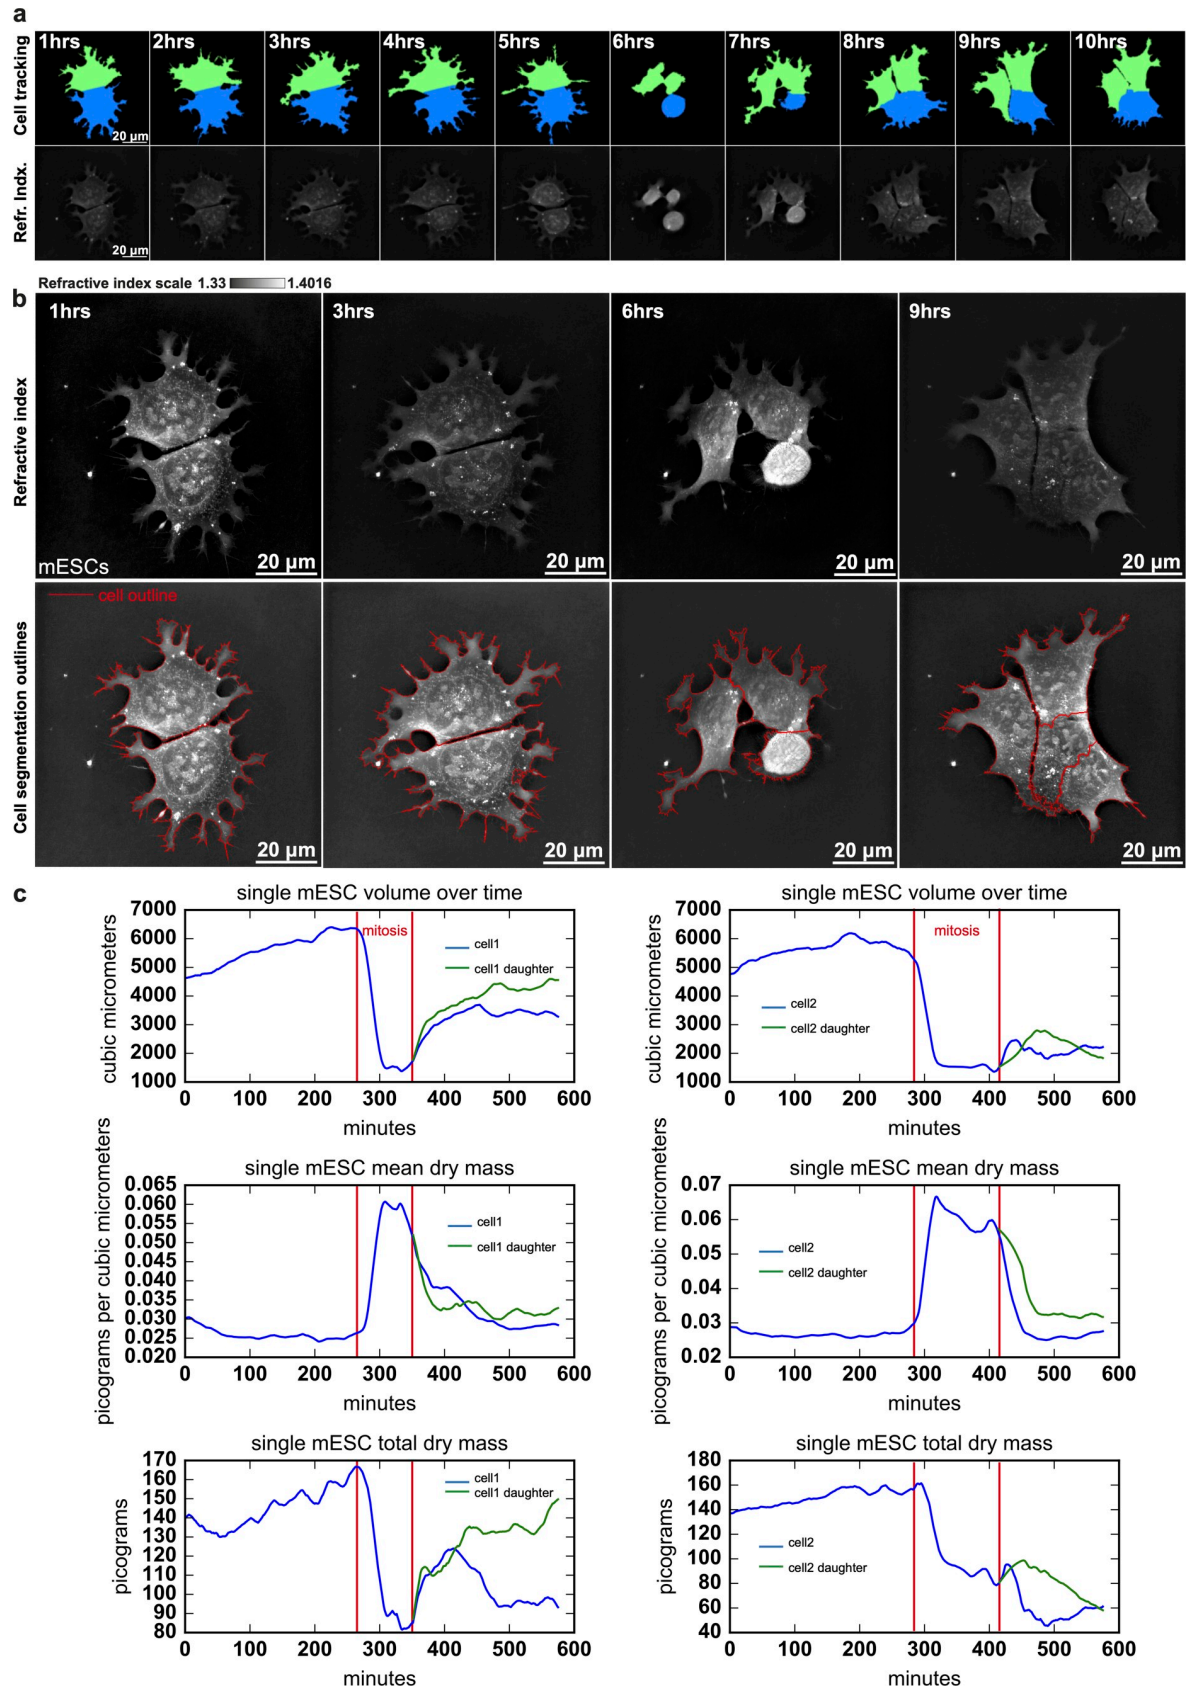 a
Cell tracking
1hrs 2hrs 3hrs 4hrs 5hrs 6hrs 7hrs 8hrs 9hrs 10hrs
20 µm
Refr. Indx.
20 µm
Refractive index scale 1.33 1.4016
b
Refractive index
1hrs 3hrs 6hrs 9hrs
mESCs
20 µm 20 µm 20 µm 20 µm
Cell segmentation outlines
cell outline
20 µm 20 µm 20 µm 20 µm
c
single mESC volume over time
cubic micrometers
7000
6000
5000
4000
3000
2000
1000
mitosis
cell1
cell1 daughter
0 100 200 300 400 500 600
minutes
single mESC volume over time
cubic micrometers
7000
6000
5000
4000
3000
2000
1000
mitosis
cell2
cell2 daughter
0 100 200 300 400 500 600
minutes
single mESC mean dry mass
picograms per cubic micrometers
0.065
0.060
0.055
0.050
0.045
0.040
0.035
0.030
0.025
0.020
cell1
cell1 daughter
0 100 200 300 400 500 600
minutes
single mESC mean dry mass
picograms per cubic micrometers
0.07
0.06
0.05
0.04
0.03
0.02
cell2
cell2 daughter
0 100 200 300 400 500 600
minutes
single mESC total dry mass
picograms
170
160
150
140
130
120
110
100
90
80
cell1
cell1 daughter
0 100 200 300 400 500 600
minutes
single mESC total dry mass
picograms
180
160
140
120
100
80
60
40
cell2
cell2 daughter
0 100 200 300 400 500 600
minutes